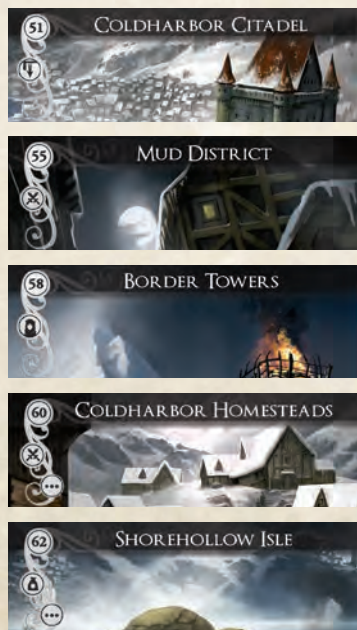 51
COLDHARBOR CITADEL
55
MUD DISTRICT
58
BORDER TOWERS
60
COLDHARBOR HOMESTEADS
62
SHOREHOLLOW ISLE